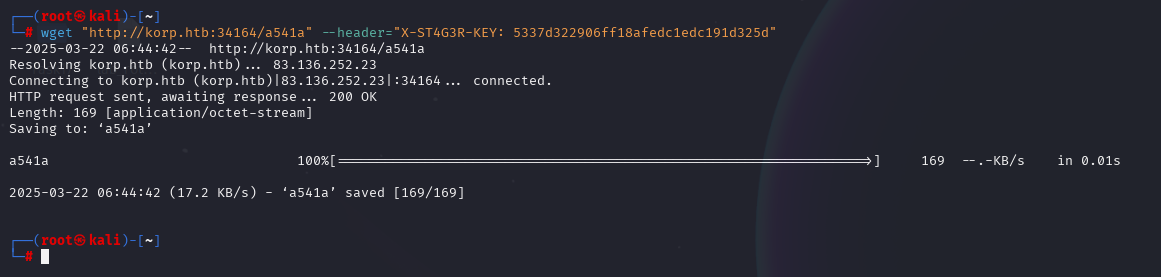 ┌──(root㉿kali)-[~]
└─# wget "http://korp.htb:34164/a541a" --header="X-ST4G3R-KEY: 5337d322906ff18afedc1edc191d325d"
--2025-03-22 06:44:42--  http://korp.htb:34164/a541a
Resolving korp.htb (korp.htb)... 83.136.252.23
Connecting to korp.htb (korp.htb)|83.136.252.23|:34164... connected.
HTTP request sent, awaiting response... 200 OK
Length: 169 [application/octet-stream]
Saving to: ‘a541a’
a541a 100%[===================================================================>] 169 --.-KB/s in 0.01s
2025-03-22 06:44:42 (17.2 KB/s) - ‘a541a’ saved [169/169]
┌──(root㉿kali)-[~]
└─#